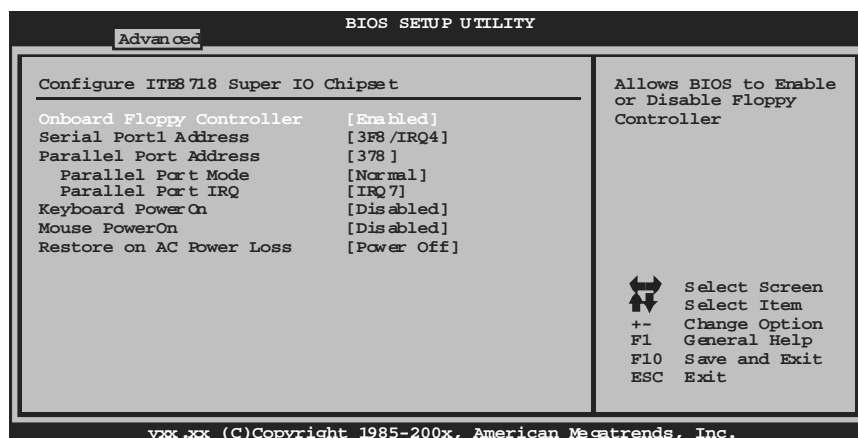 BIOS SETUP UTILITY
Advanced
Configure ITE8718 Super IO Chipset
Onboard Floppy Controller [Enabled]
Serial Port1 Address [3F8/IRQ4]
Parallel Port Address [378]
Parallel Port Mode [Normal]
Parallel Port IRQ [IRQ7]
Keyboard PowerOn [Disabled]
Mouse PowerOn [Disabled]
Restore on AC Power Loss [Power Off]
Allows BIOS to Enable
or Disable Floppy
Controller
Select Screen
Select Item
+- Change Option
F1 General Help
F10 Save and Exit
ESC Exit
vxx.xx (C)Copyright 1985-200x, American Megatrends, Inc.